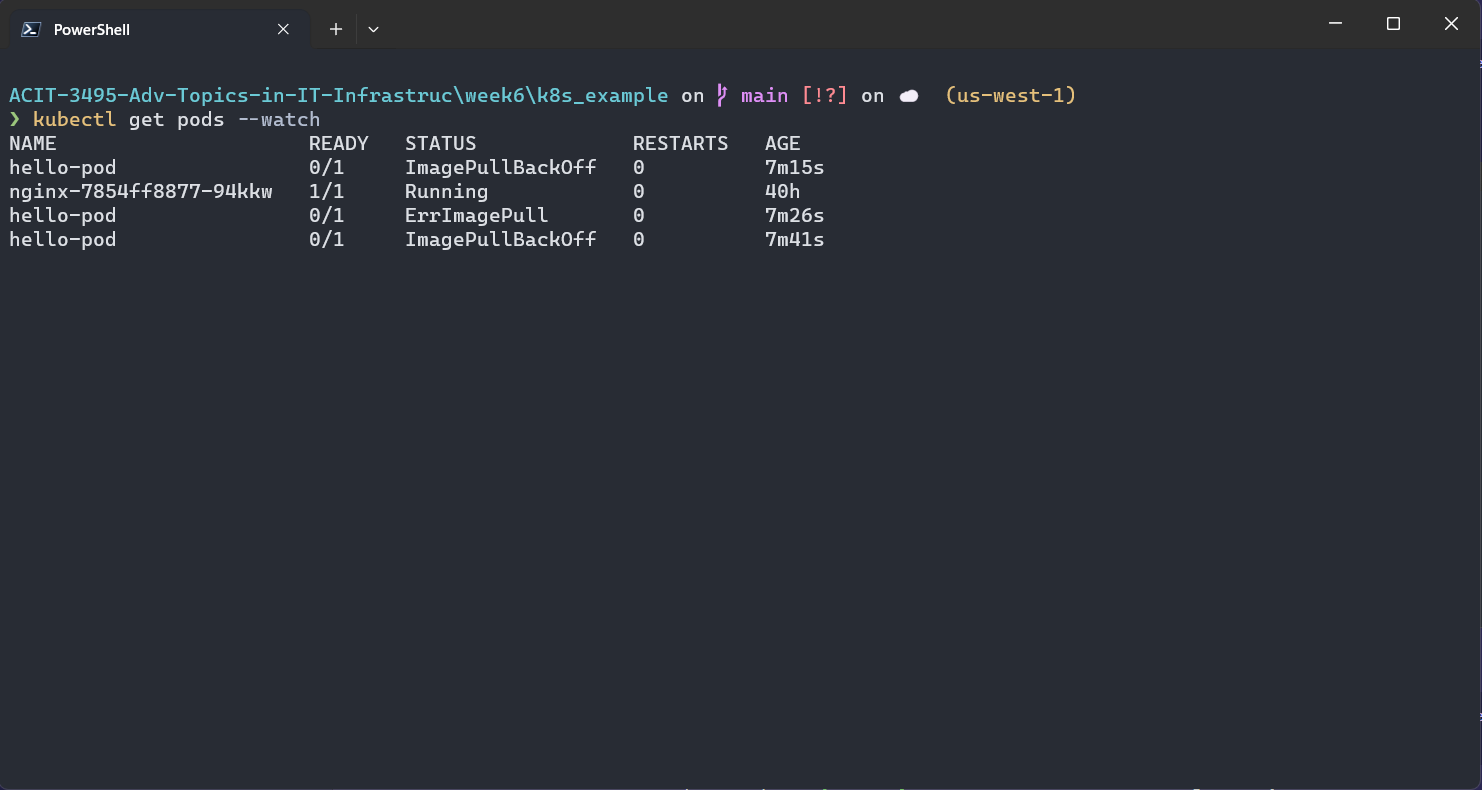 PowerShell
ACIT-3495-Adv-Topics-in-IT-Infrastruc\week6\k8s_example on main [!?] on ☁ (us-west-1)
❯ kubectl get pods --watch
NAME READY STATUS RESTARTS AGE
hello-pod 0/1 ImagePullBackOff 0 7m15s
nginx-7854ff8877-94kkw 1/1 Running 0 40h
hello-pod 0/1 ErrImagePull 0 7m26s
hello-pod 0/1 ImagePullBackOff 0 7m41s